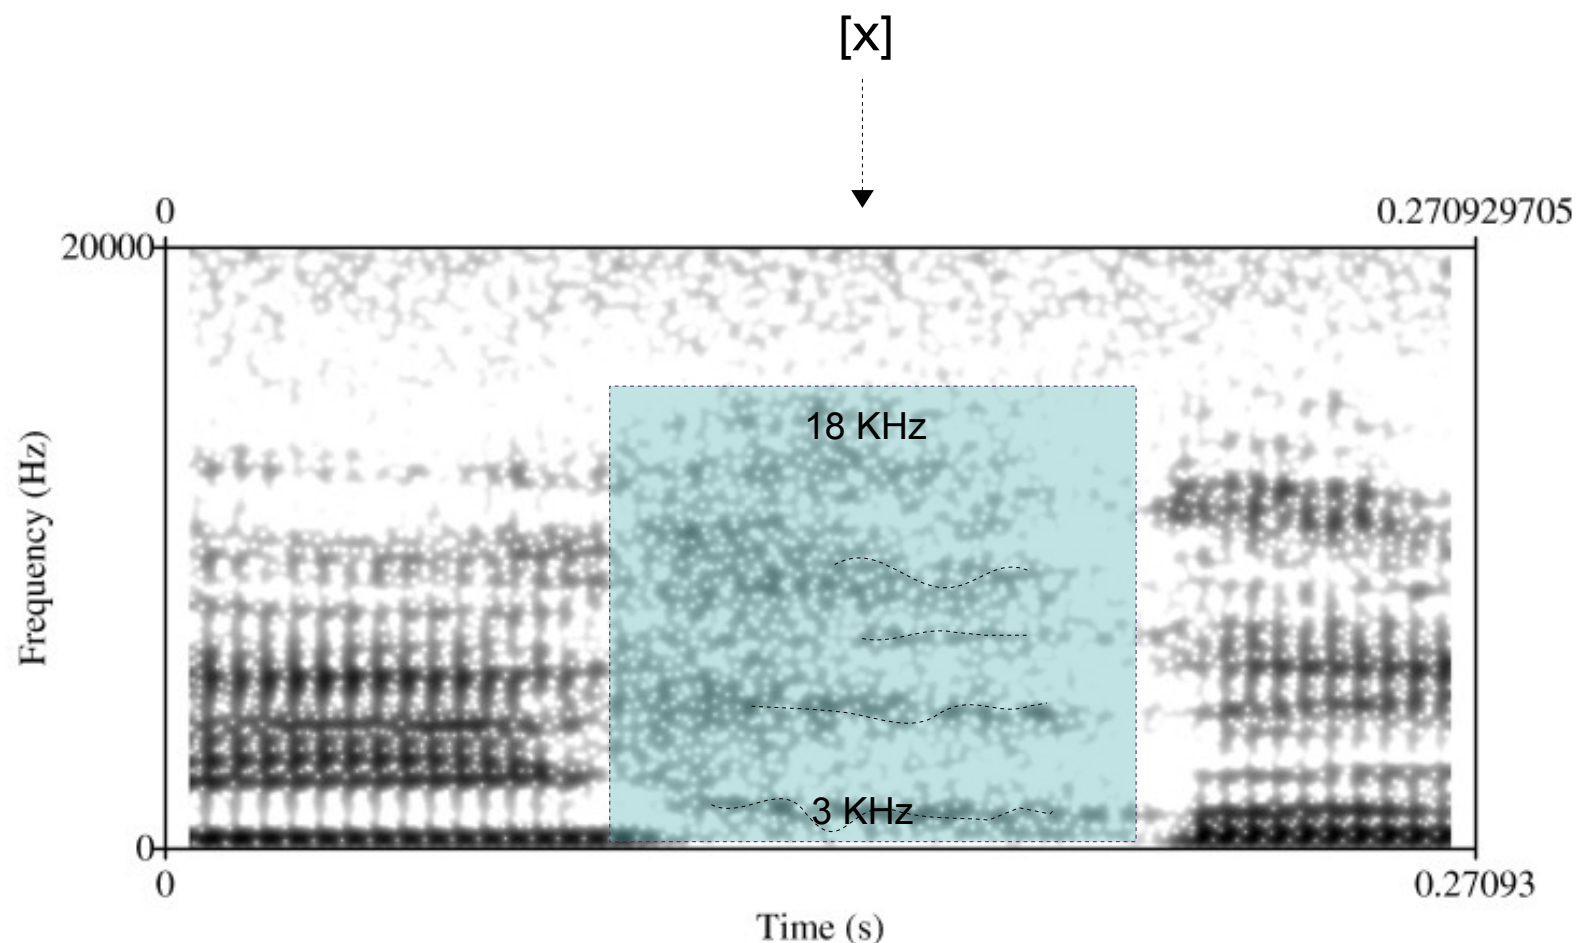 [x]
0 0.270929705
20000
18 KHz
Frequency (Hz)
3 KHz
0
0 0.27093
Time (s)